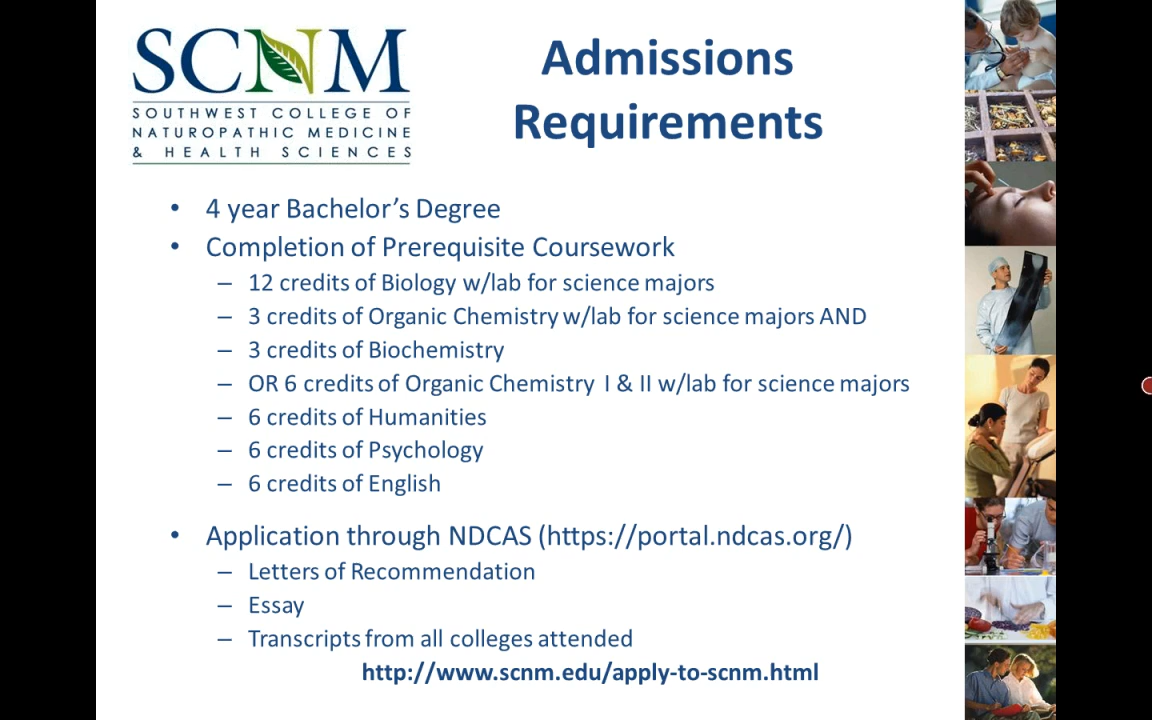 SCNM
SOUTHWEST COLLEGE OF
NATUROPATHIC MEDICINE
& HEALTH SCIENCES
Admissions
Requirements
• 4 year Bachelor's Degree
• Completion of Prerequisite Coursework
– 12 credits of Biology w/lab for science majors
– 3 credits of Organic Chemistry w/lab for science majors AND
– 3 credits of Biochemistry
– OR 6 credits of Organic Chemistry I & II w/lab for science majors
– 6 credits of Humanities
– 6 credits of Psychology
– 6 credits of English
• Application through NDCAS (https://portal.ndcas.org/)
– Letters of Recommendation
– Essay
– Transcripts from all colleges attended
http://www.scnm.edu/apply-to-scnm.html